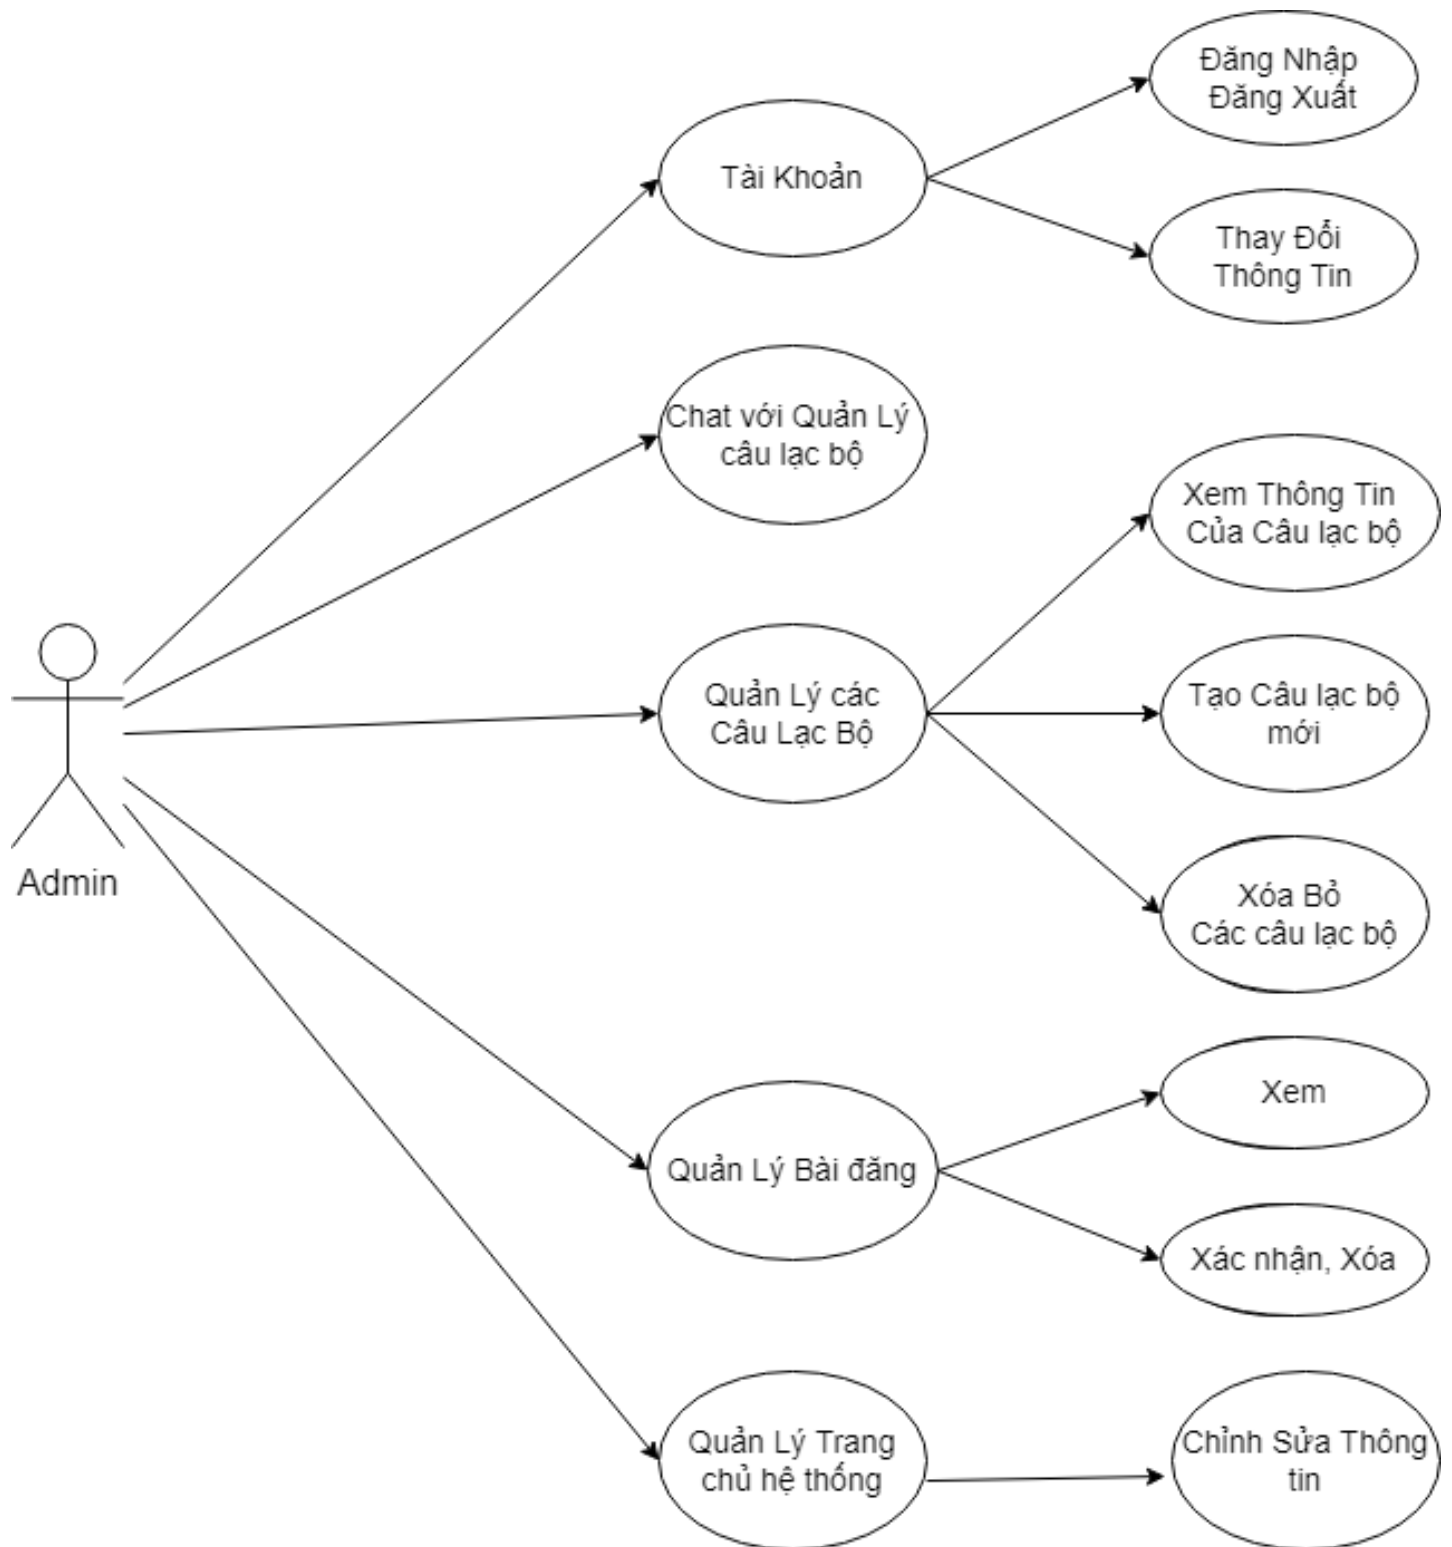 Đăng Nhập
Đăng Xuất
Tài Khoản
Thay Đổi
Thông Tin
Chat với Quản Lý
câu lạc bộ
Xem Thông Tin
Của Câu lạc bộ
Quản Lý các
Câu Lạc Bộ
Tạo Câu lạc bộ
mới
Admin
Xóa Bỏ
Các câu lạc bộ
Xem
Quản Lý Bài đăng
Xác nhận, Xóa
Quản Lý Trang
chủ hệ thống
Chỉnh Sửa Thông
tin